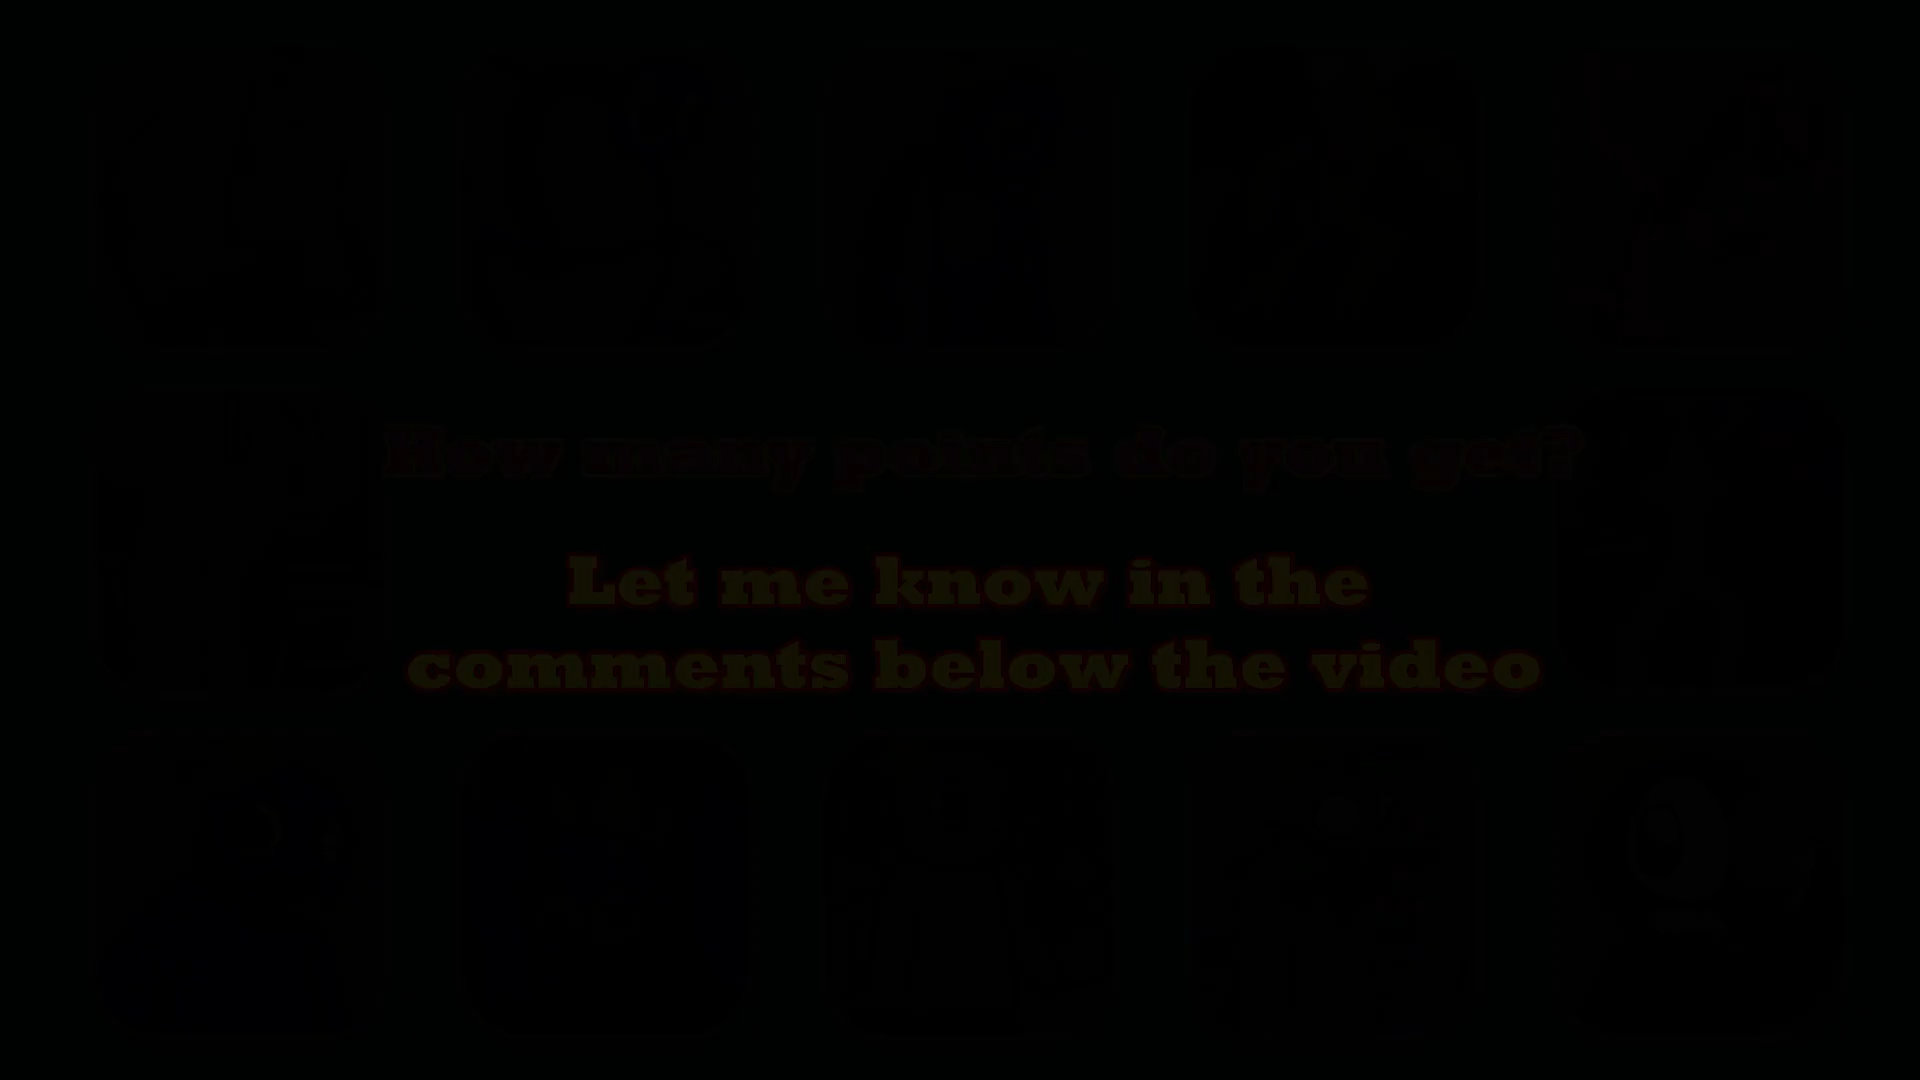 How many points do you get?
Let me know in the
comments below the video